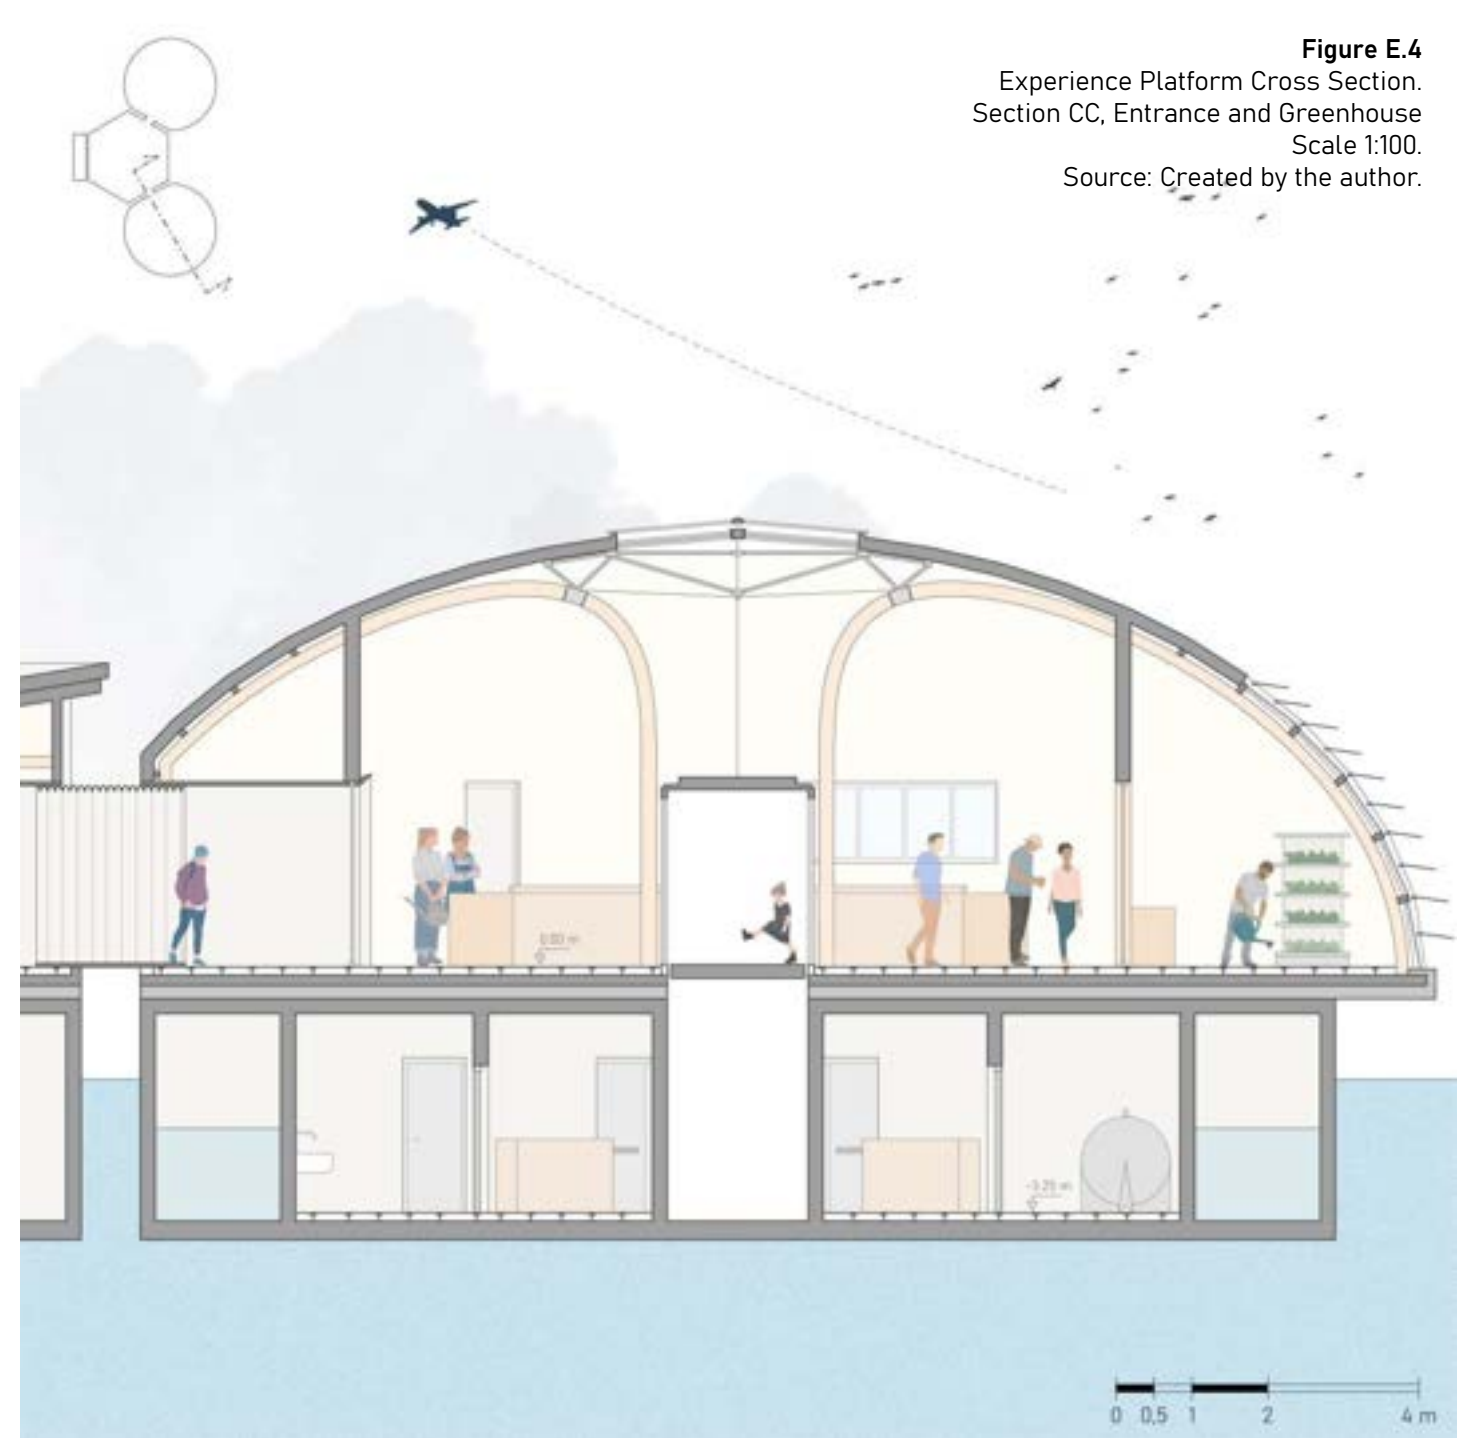 Figure E.4
Experience Platform Cross Section.
Section CC, Entrance and Greenhouse
Scale 1:100.
Source: Created by the author.
0.00 m
-3.25 m
0 0,5 1 2 4 m